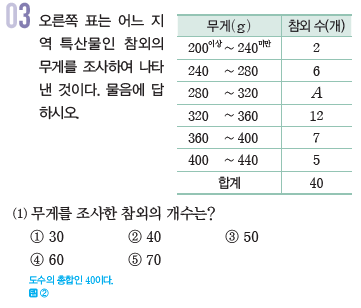 03 오른쪽 표는 어느 지
역 특산물인 참외의
무게를 조사하여 나타
낸 것이다. 물음에 답
하시오.
무게(g) 참외 수(개)
200이상 ~ 240미만 2
240 ~ 280 6
280 ~ 320 A
320 ~ 360 12
360 ~ 400 7
400 ~ 440 5
합계 40
(1) 무게를 조사한 참외의 개수는?
① 30 ② 40 ③ 50
④ 60 ⑤ 70
도수의 총합인 40이다.
답 ②